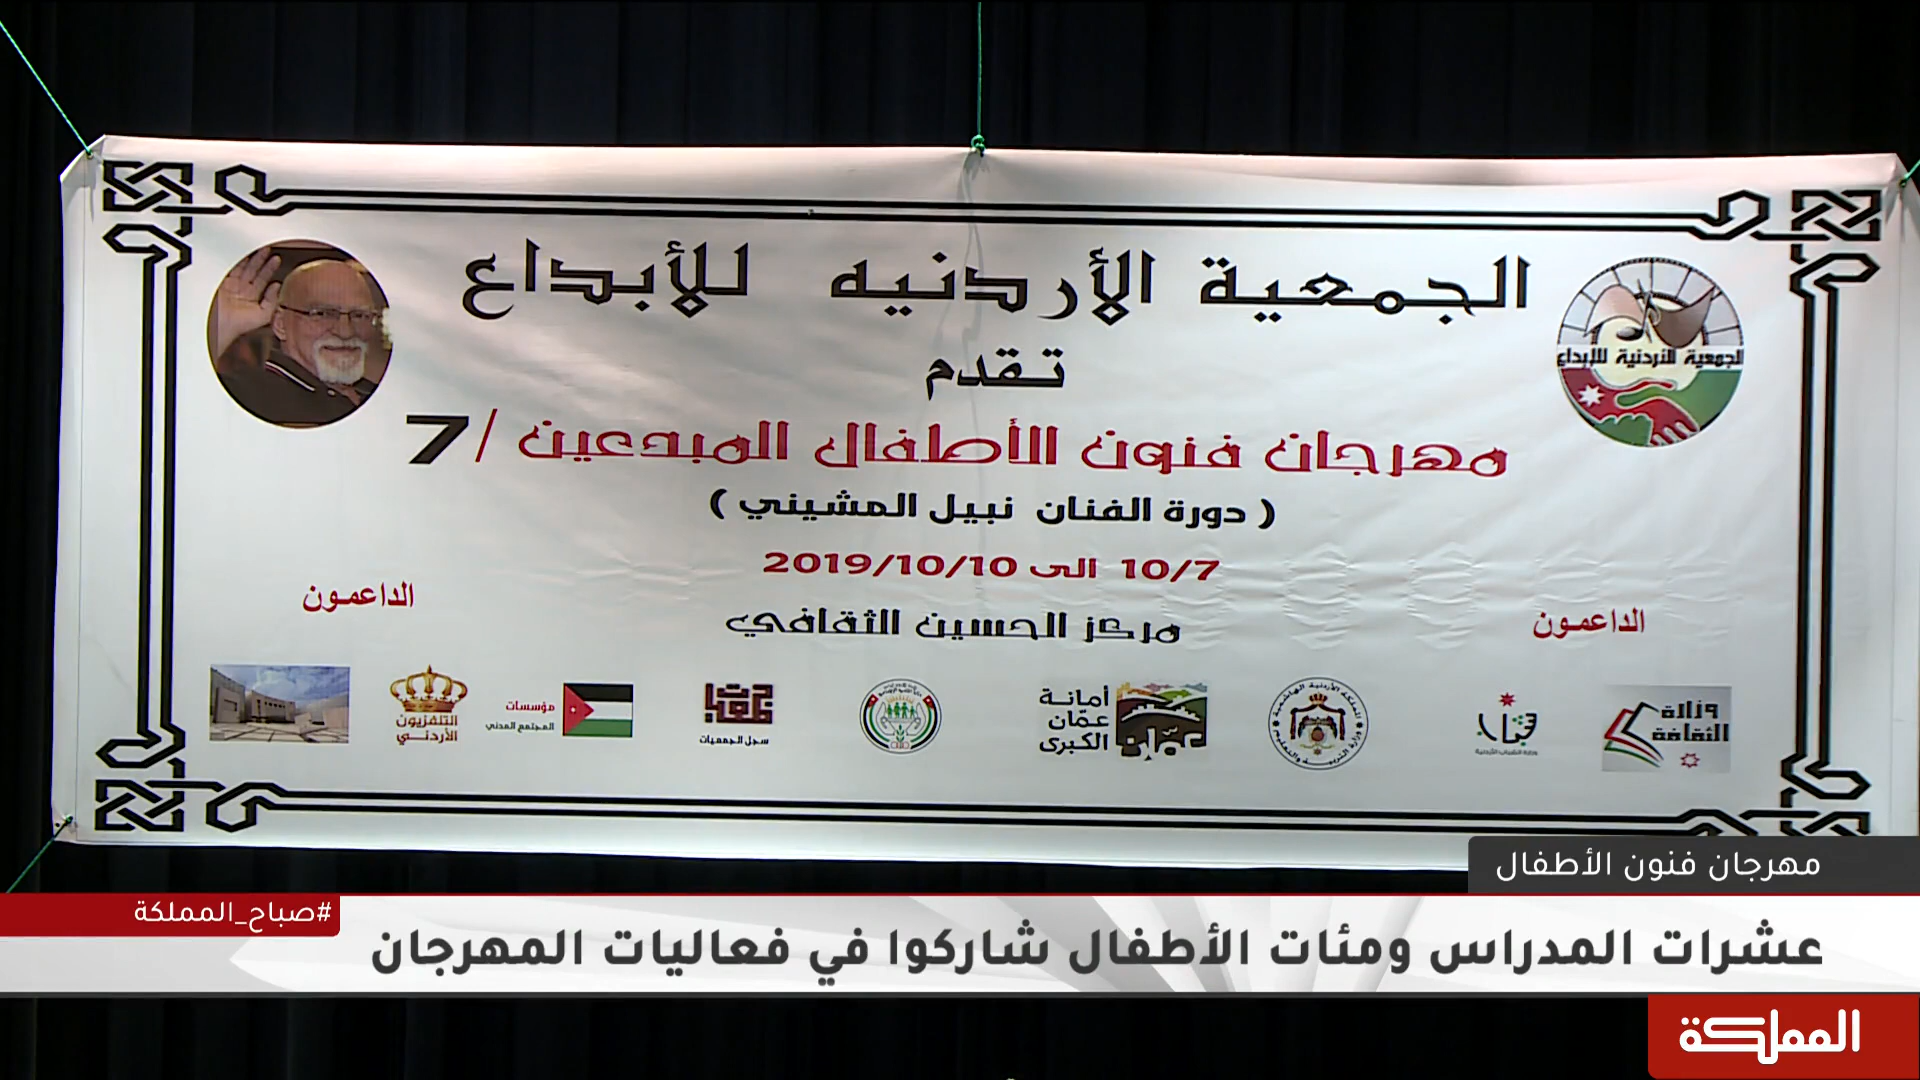 الجمعية الأردنيه للأبداع
الجمعية الأردنية للإبداع
تقدم
مهرجان فنون الأطفال المبدعين /7
( دورة الفنان نبيل المشيني )
10/7 الى 2019/10/10
مركز الحسين الثقافي
الداعمون
الداعمون
وزارة
الثقافة
أمانة
عمّان
الكبرى
عمّان
سجل الجمعيات
مؤسسات
المجتمع المدني
التلفزيون
الأردني
مهرجان فنون الأطفال
#صباح_المملكة
عشرات المدراس ومئات الأطفال شاركوا في فعاليات المهرجان
المملكة